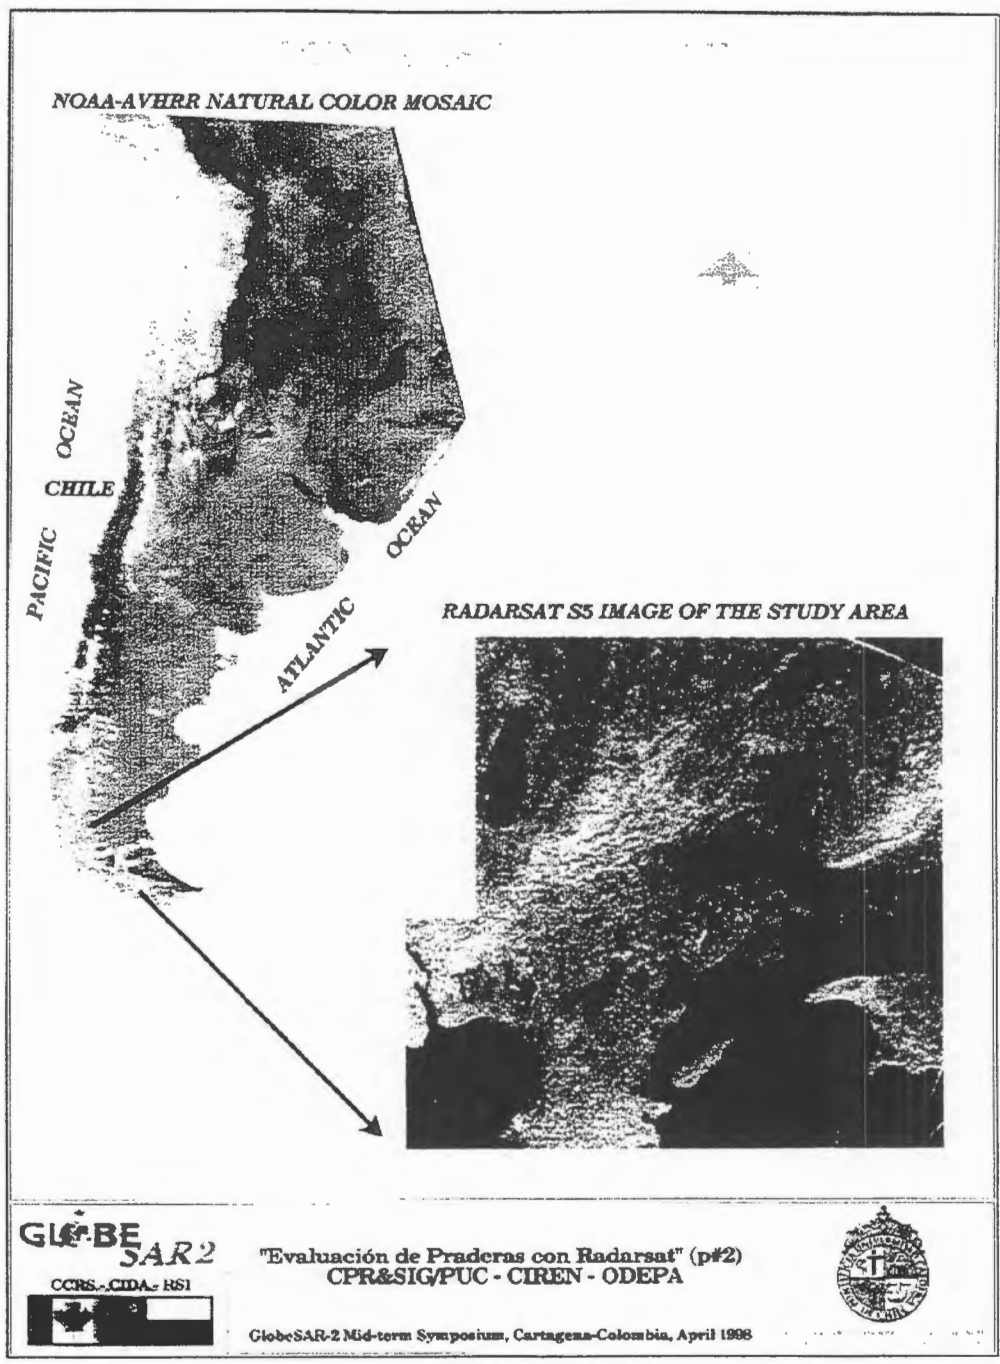 NOAA-AVHRR NATURAL COLOR MOSAIC
PACIFIC OCEAN
CHILE
ATLANTIC OCEAN
RADARSAT S5 IMAGE OF THE STUDY AREA
GLOBE
SAR2
CCRS - CIDA - RSI
"Evaluación de Praderas con Radarsat" (p#2)
CPR&SIG/PUC - CIREN - ODEPA
GlobeSAR-2 Mid-term Symposium, Cartagena-Colombia, April 1998